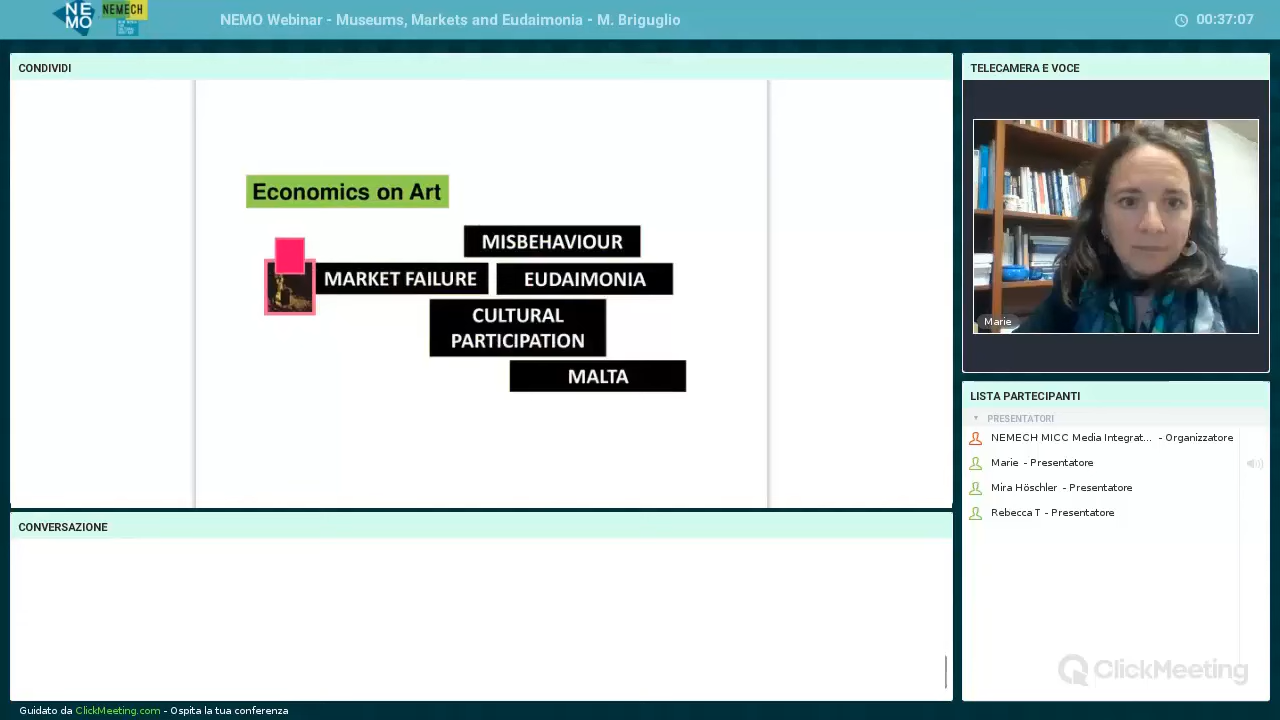 NE
MO
NEMECH
NEMO Webinar - Museums, Markets and Eudaimonia - M. Briguglio
00:37:07
CONDIVIDI
Economics on Art
MISBEHAVIOUR
MARKET FAILURE
EUDAIMONIA
CULTURAL
PARTICIPATION
MALTA
CONVERSAZIONE
TELECAMERA E VOCE
Marie
LISTA PARTECIPANTI
PRESENTATORI
NEMECH MICC Media Integrat... - Organizzatore
Marie - Presentatore
Mira Höschler - Presentatore
Rebecca T - Presentatore
ClickMeeting
Guidato da ClickMeeting.com - Ospita la tua conferenza